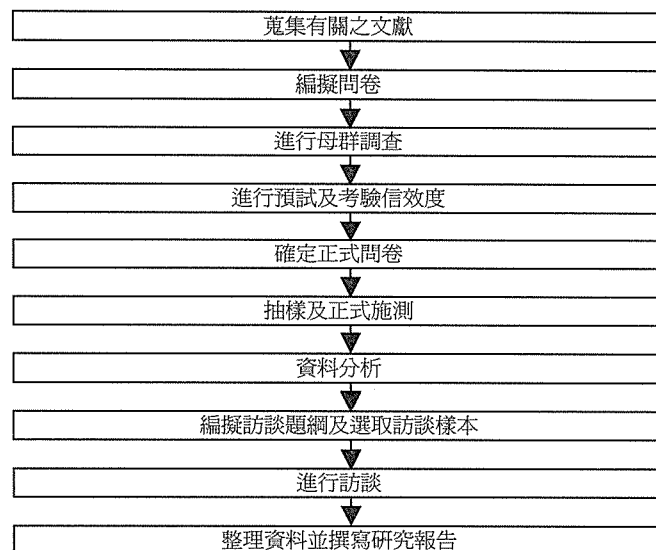 蒐集有關之文獻
編擬問卷
進行母群調查
進行預試及考驗信效度
確定正式問卷
抽樣及正式施測
資料分析
編擬訪談題綱及選取訪談樣本
進行訪談
整理資料並撰寫研究報告